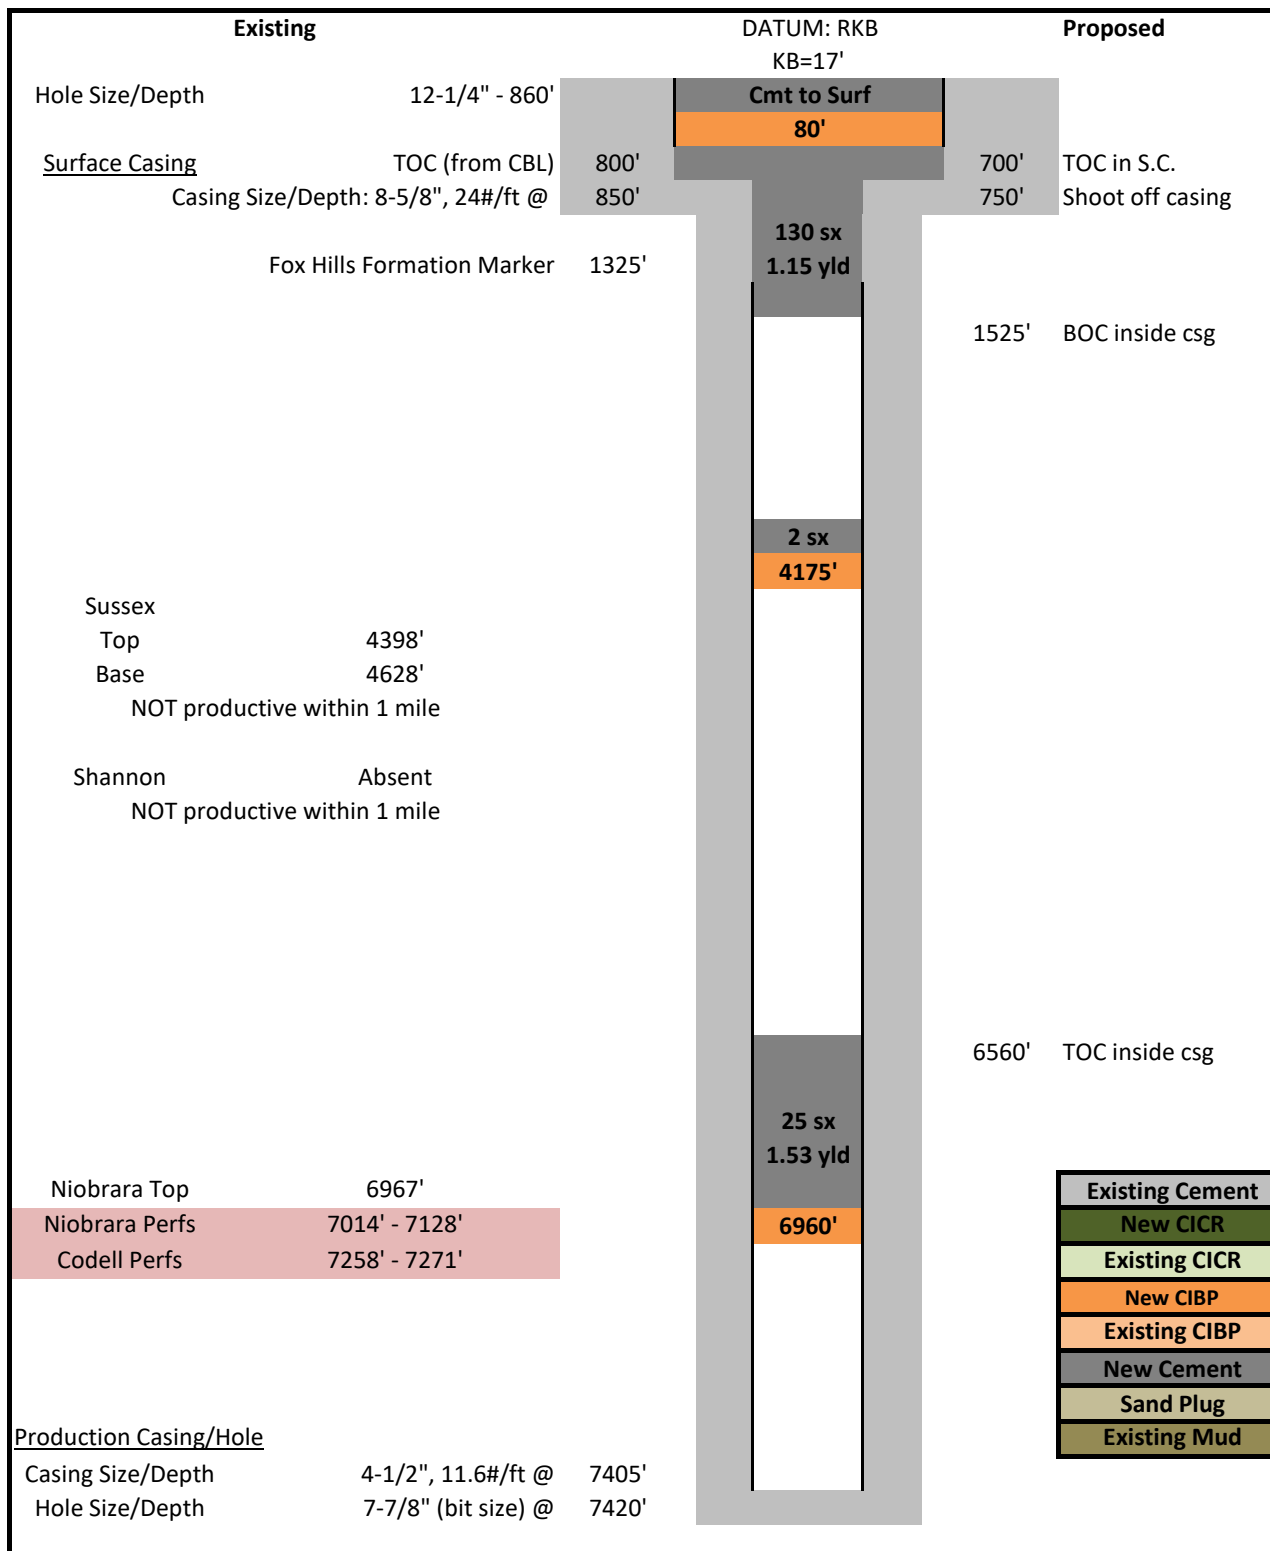 Existing DATUM: RKB Proposed
KB=17'
Hole Size/Depth 12-1/4" - 860' Cmt to Surf
80'
Surface Casing TOC (from CBL) 800' 700' TOC in S.C.
Casing Size/Depth: 8-5/8", 24#/ft @ 850' 750' Shoot off casing
130 sx
Fox Hills Formation Marker 1325' 1.15 yld
1525' BOC inside csg
2 sx
4175'
Sussex
Top 4398'
Base 4628'
NOT productive within 1 mile
Shannon Absent
NOT productive within 1 mile
6560' TOC inside csg
25 sx
1.53 yld
Niobrara Top 6967' Existing Cement
Niobrara Perfs 7014' - 7128' 6960' New CICR
Codell Perfs 7258' - 7271' Existing CICR
New CIBP
Existing CIBP
New Cement
Sand Plug
Production Casing/Hole Existing Mud
Casing Size/Depth 4-1/2", 11.6#/ft @ 7405'
Hole Size/Depth 7-7/8" (bit size) @ 7420'